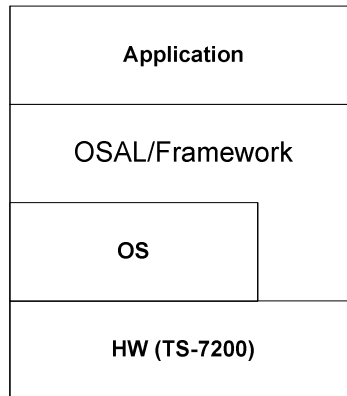 Application
OSAL/Framework
OS
HW (TS-7200)